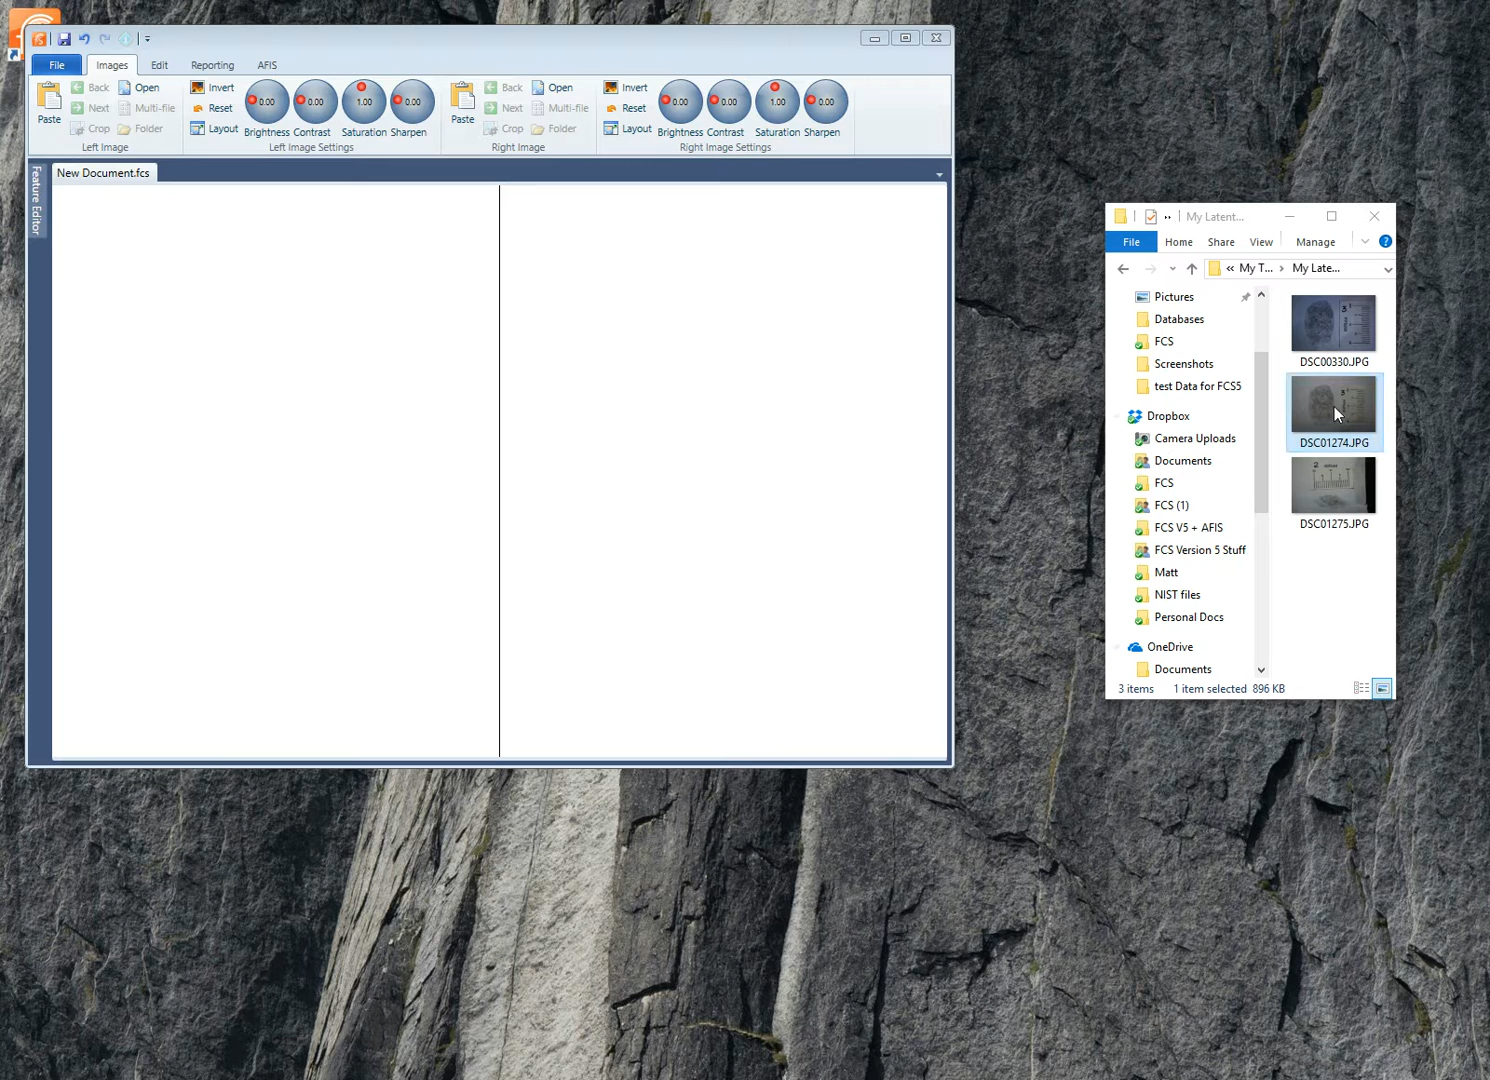 File
Images
Edit
Reporting
AFIS
Paste
Back
Next
Crop
Open
Multi-file
Folder
Left Image
Invert
Reset
Layout
0.00
0.00
1.00
0.00
Brightness
Contrast
Saturation
Sharpen
Left Image Settings
Paste
Back
Next
Crop
Open
Multi-file
Folder
Right Image
Invert
Reset
Layout
0.00
0.00
1.00
0.00
Brightness
Contrast
Saturation
Sharpen
Right Image Settings
Feature Editor
New Document.fcs
My Latent...
File
Home
Share
View
Manage
« My T... › My Late...
Pictures
Databases
FCS
Screenshots
test Data for FCS5
Dropbox
Camera Uploads
Documents
FCS
FCS (1)
FCS V5 + AFIS
FCS Version 5 Stuff
Matt
NIST files
Personal Docs
OneDrive
Documents
DSC00330.JPG
DSC01274.JPG
DSC01275.JPG
3 items
1 item selected 896 KB